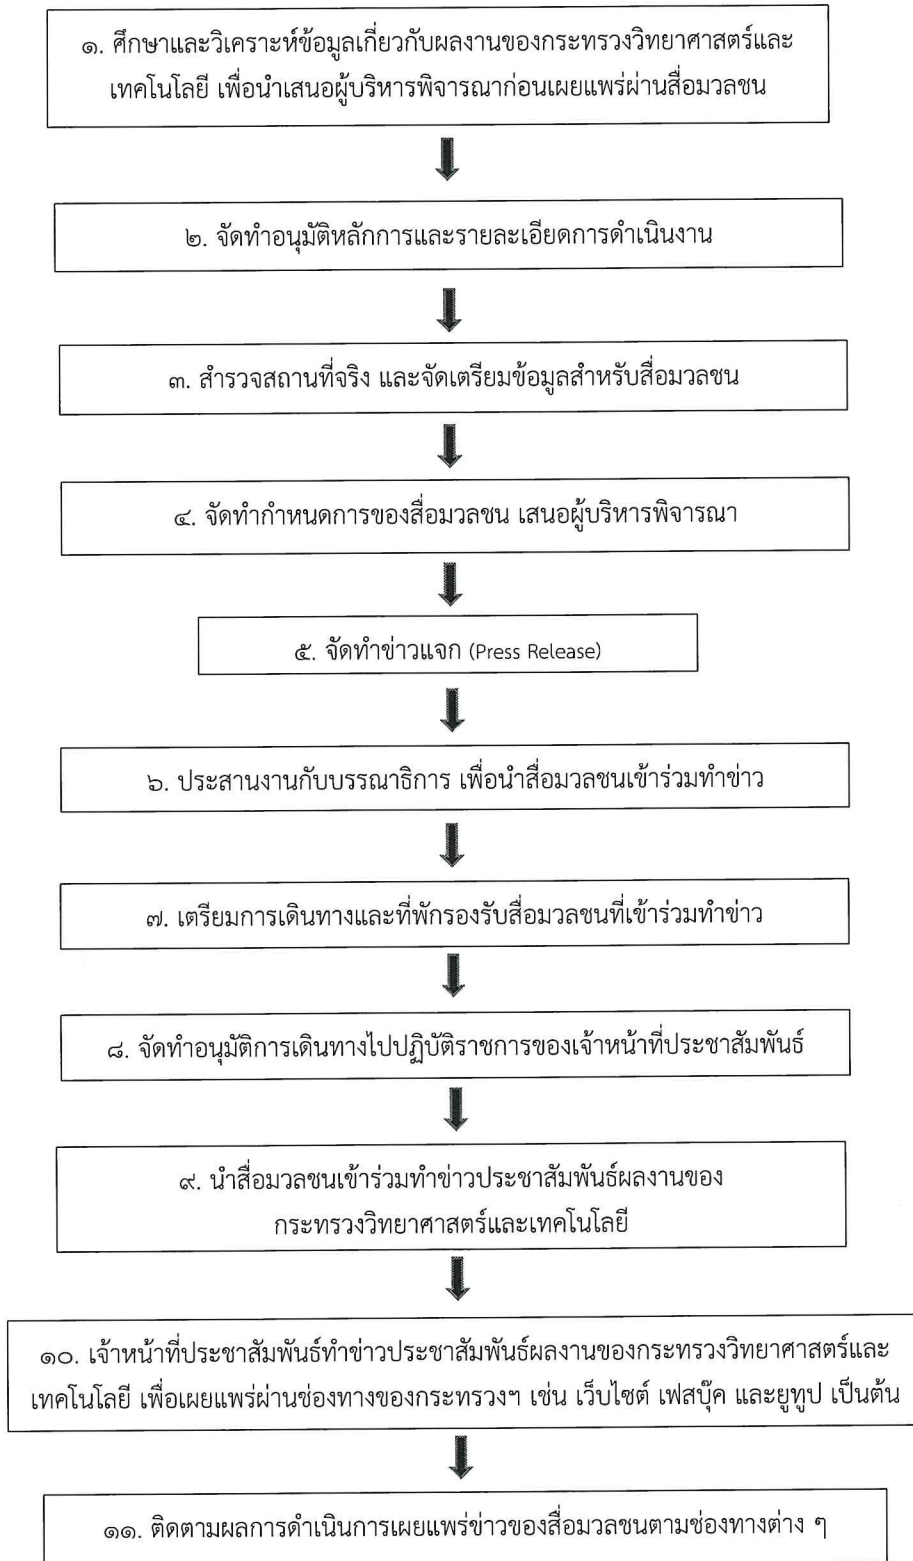 ๑. ศึกษาและวิเคราะห์ข้อมูลเกี่ยวกับผลงานของกระทรวงวิทยาศาสตร์และ
เทคโนโลยี เพื่อนำเสนอผู้บริหารพิจารณาก่อนเผยแพร่ผ่านสื่อมวลชน
๒. จัดทำอนุมัติหลักการและรายละเอียดการดำเนินงาน
๓. สำรวจสถานที่จริง และจัดเตรียมข้อมูลสำหรับสื่อมวลชน
๔. จัดทำกำหนดการของสื่อมวลชน เสนอผู้บริหารพิจารณา
๕. จัดทำข่าวแจก (Press Release)
๖. ประสานงานกับบรรณาธิการ เพื่อนำสื่อมวลชนเข้าร่วมทำข่าว
๗. เตรียมการเดินทางและที่พักรองรับสื่อมวลชนที่เข้าร่วมทำข่าว
๘. จัดทำอนุมัติการเดินทางไปปฏิบัติราชการของเจ้าหน้าที่ประชาสัมพันธ์
๙. นำสื่อมวลชนเข้าร่วมทำข่าวประชาสัมพันธ์ผลงานของ
กระทรวงวิทยาศาสตร์และเทคโนโลยี
๑๐. เจ้าหน้าที่ประชาสัมพันธ์ทำข่าวประชาสัมพันธ์ผลงานของกระทรวงวิทยาศาสตร์และ
เทคโนโลยี เพื่อเผยแพร่ผ่านช่องทางของกระทรวงฯ เช่น เว็บไซต์ เฟสบุ๊ค และยูทูป เป็นต้น
๑๑. ติดตามผลการดำเนินการเผยแพร่ข่าวของสื่อมวลชนตามช่องทางต่าง ๆ